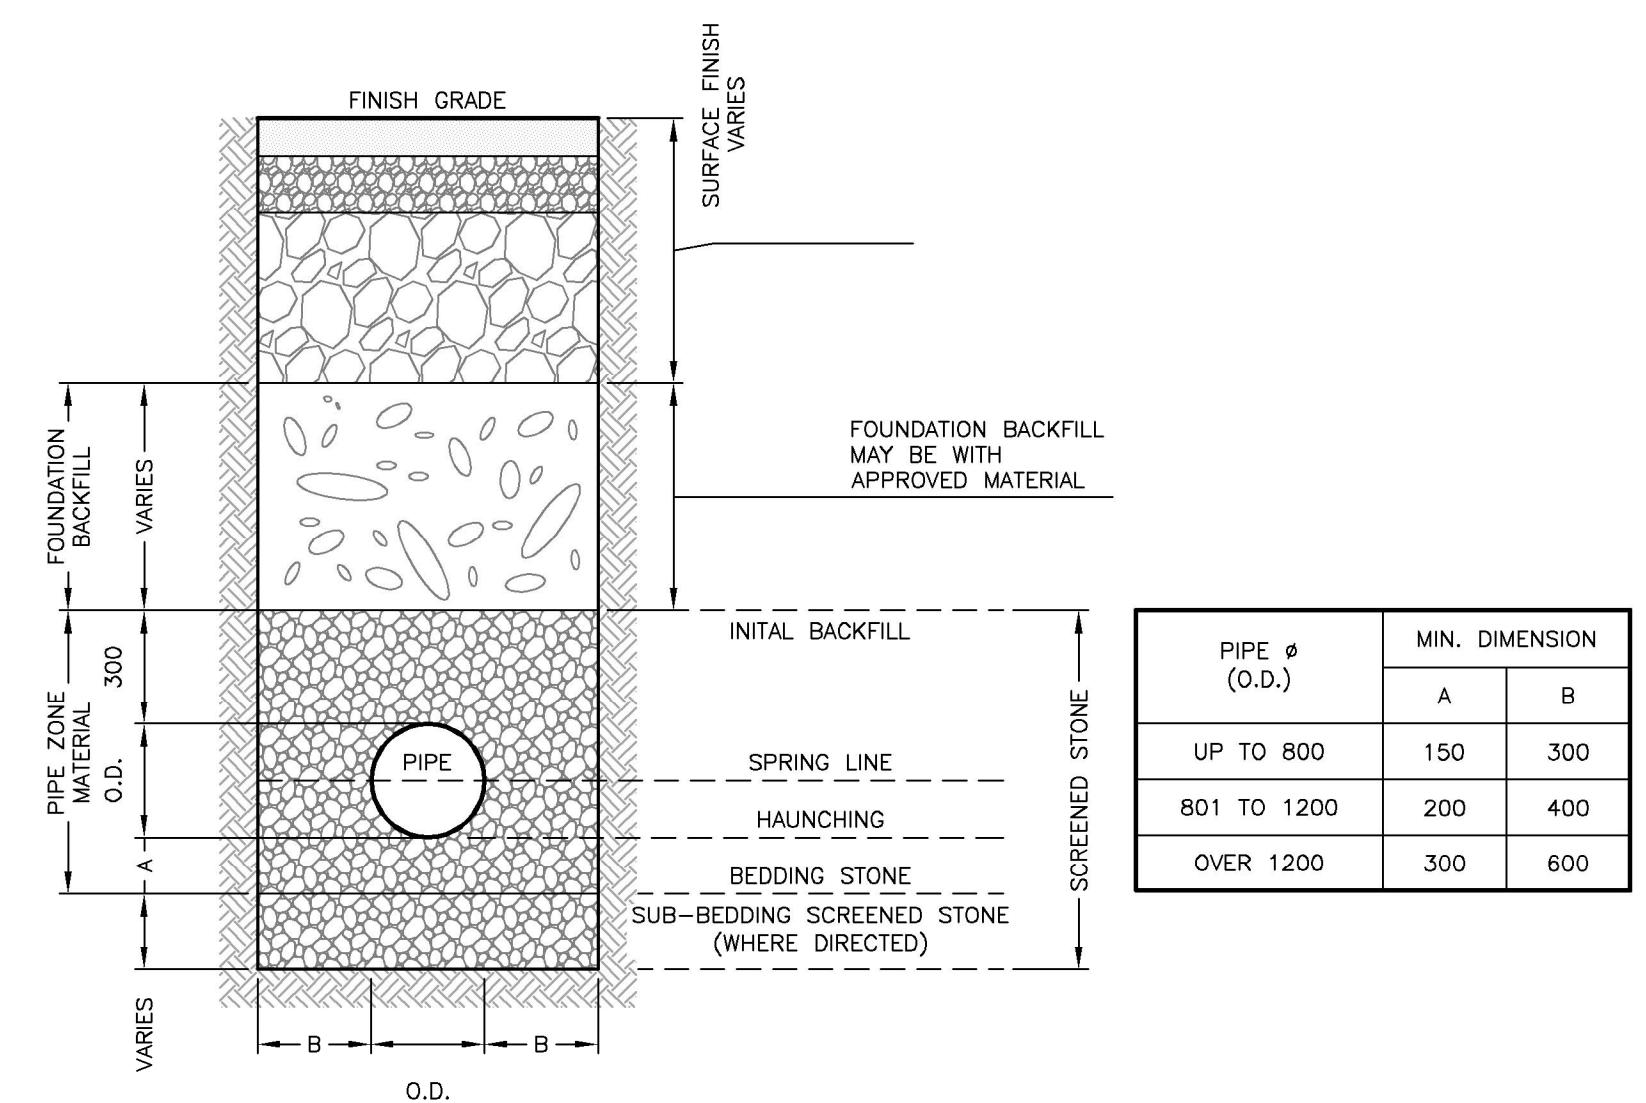 FINISH GRADE
SURFACE FINISH
VARIES
FOUNDATION
BACKFILL
VARIES
FOUNDATION BACKFILL
MAY BE WITH
APPROVED MATERIAL
PIPE ZONE
MATERIAL
300
O.D.
A
VARIES
PIPE
INITAL BACKFILL
SPRING LINE
HAUNCHING
BEDDING STONE
SUB-BEDDING SCREENED STONE
(WHERE DIRECTED)
SCREENED STONE
B
B
O.D.
PIPE ø
(O.D.)
MIN. DIMENSION
A B
UP TO 800 150 300
801 TO 1200 200 400
OVER 1200 300 600